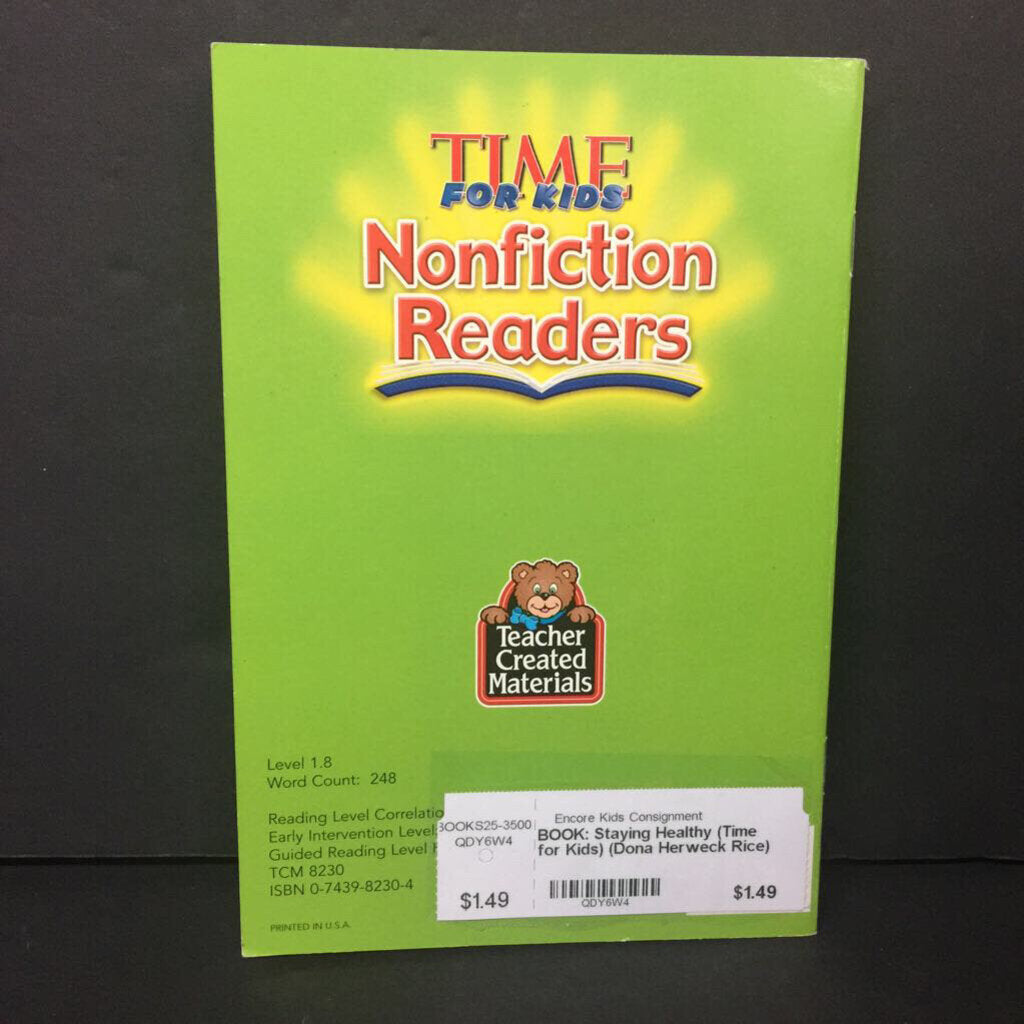 TIME
FOR KIDS
Nonfiction
Readers
Teacher
Created
Materials
Level 1.8
Word Count: 248
Reading Level Correlatio
Early Intervention Level
Guided Reading Level
TCM 8230
ISBN 0-7439-8230-4
PRINTED IN U.S.A.
BOOKS25-3500
QDY6W4
$1.49
Encore Kids Consignment
BOOK: Staying Healthy (Time
for Kids) (Dona Herweck Rice)
QDY6W4
$1.49